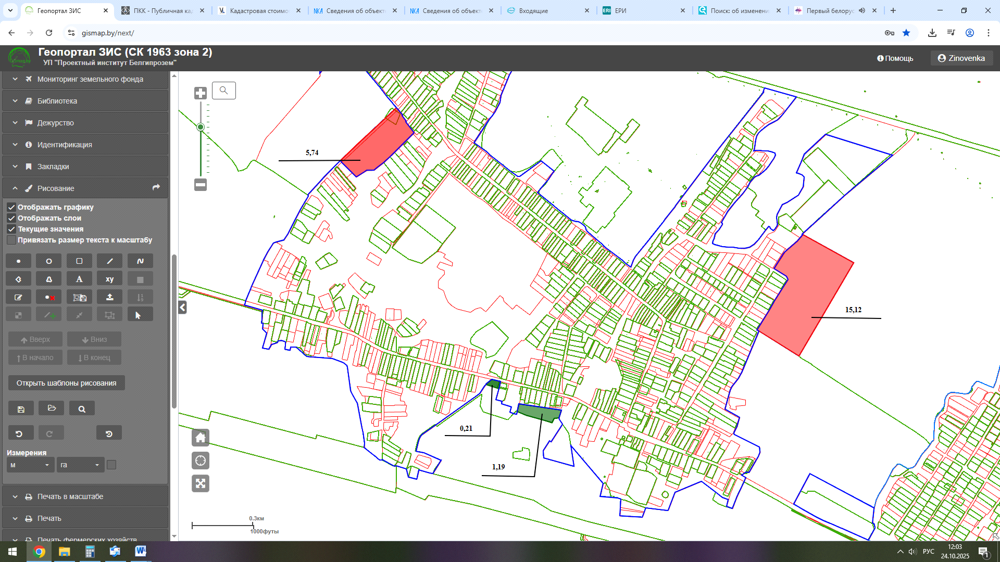 Геопортал ЗИС
ПКК - Публичная ка
Кадастровая стоимо
NKA Сведения об объект
NKA Сведения об объект
Входящие
ERI ЕРИ
Поиск: об изменени
Первый белорус
gismap.by/next/
Геопортал ЗИС (СК 1963 зона 2)
УП "Проектный институт Белгипрозем"
Помощь
Zinovenka
Мониторинг земельного фонда
Библиотека
Дежурство
Идентификация
Закладки
Рисование
Отображать графику
Отображать слои
Текущие значения
Привязать размер текста к масштабу
A
xy
Вверх
Вниз
В начало
В конец
Открыть шаблоны рисования
Измерения
м
га
Печать в масштабе
Печать
Печать фермерских хозяйств
5,74
15,12
0,21
1,19
0.3км
1000футы
РУС
12:03
24.10.2025
1